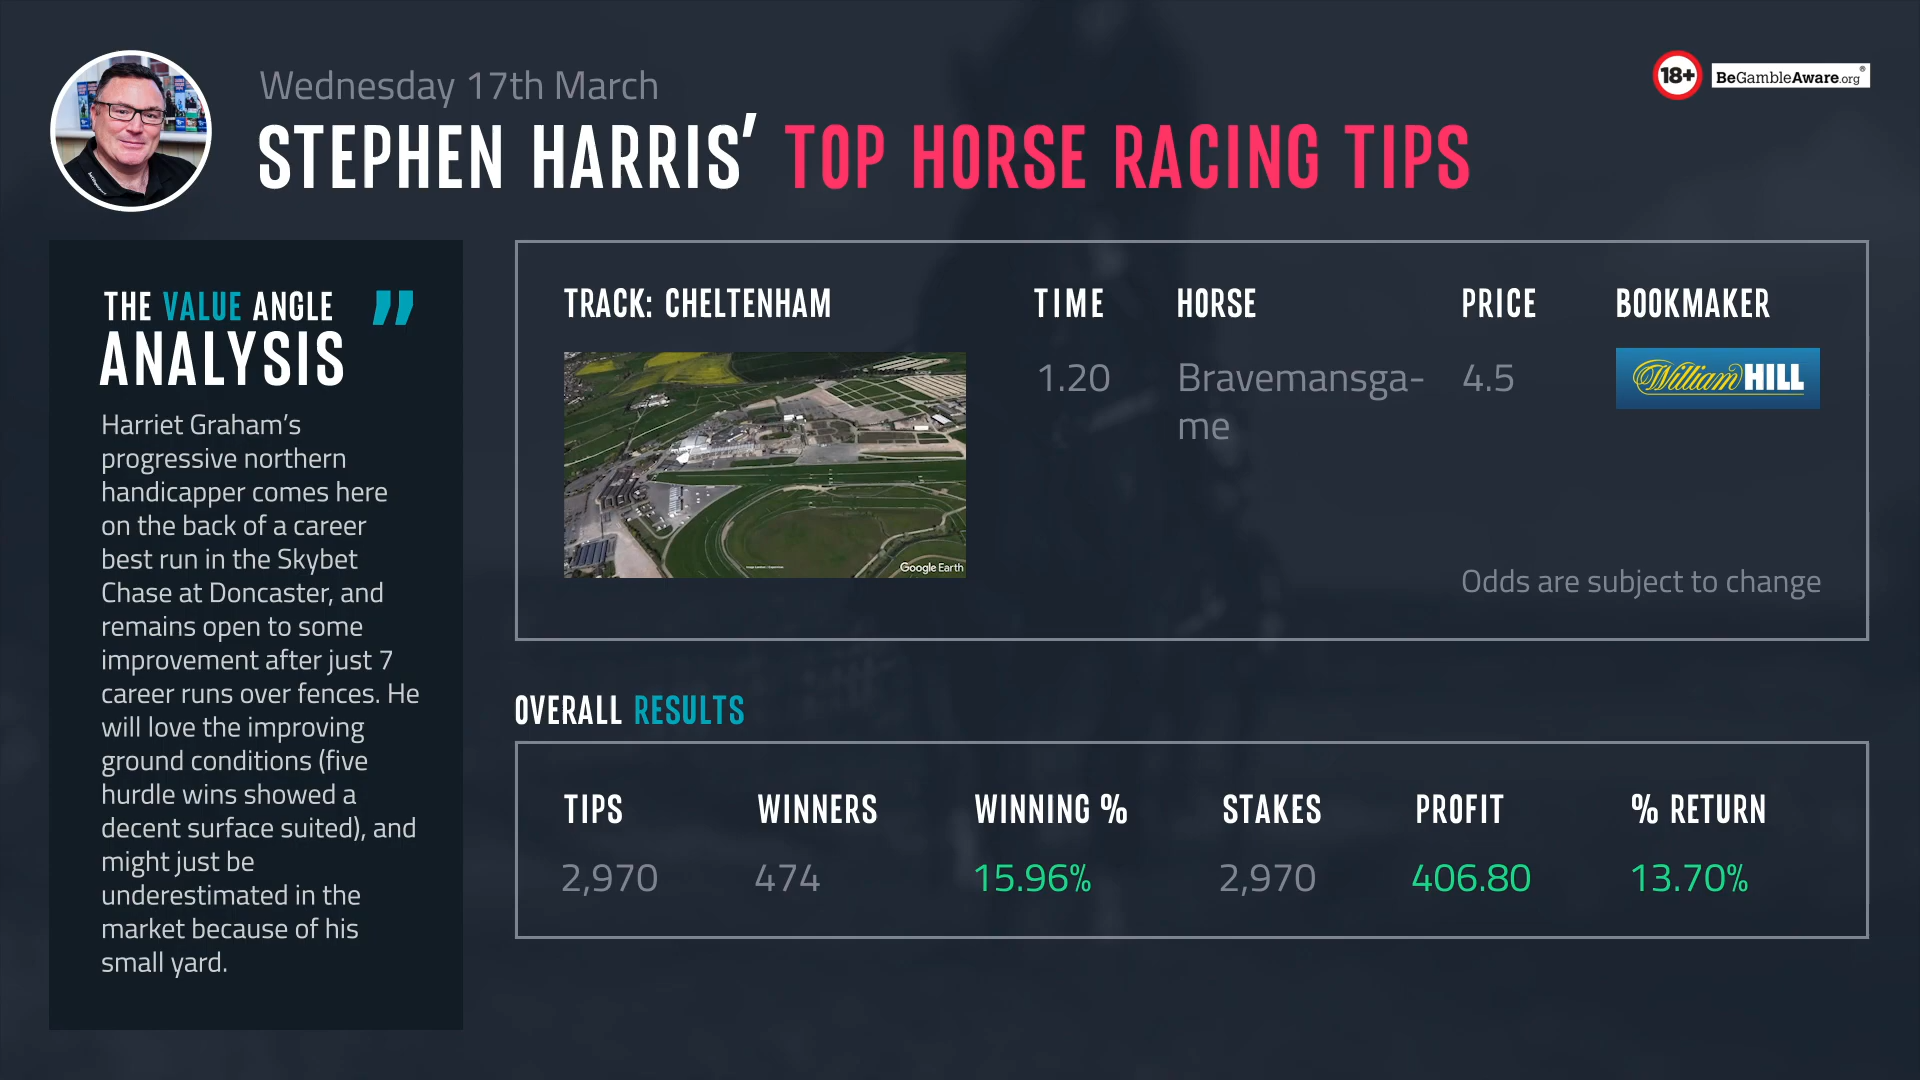 Wednesday 17th March
18+
BeGambleAware.org®
STEPHEN HARRIS' TOP HORSE RACING TIPS
THE VALUE ANGLE
ANALYSIS
”
Harriet Graham’s
progressive northern
handicapper comes here
on the back of a career
best run in the Skybet
Chase at Doncaster, and
remains open to some
improvement after just 7
career runs over fences. He
will love the improving
ground conditions (five
hurdle wins showed a
decent surface suited), and
might just be
underestimated in the
market because of his
small yard.
TRACK: CHELTENHAM TIME HORSE PRICE BOOKMAKER
1.20 Bravemansga- 4.5 William HILL
me
Google Earth
Odds are subject to change
OVERALL RESULTS
TIPS WINNERS WINNING % STAKES PROFIT % RETURN
2,970 474 15.96% 2,970 406.80 13.70%